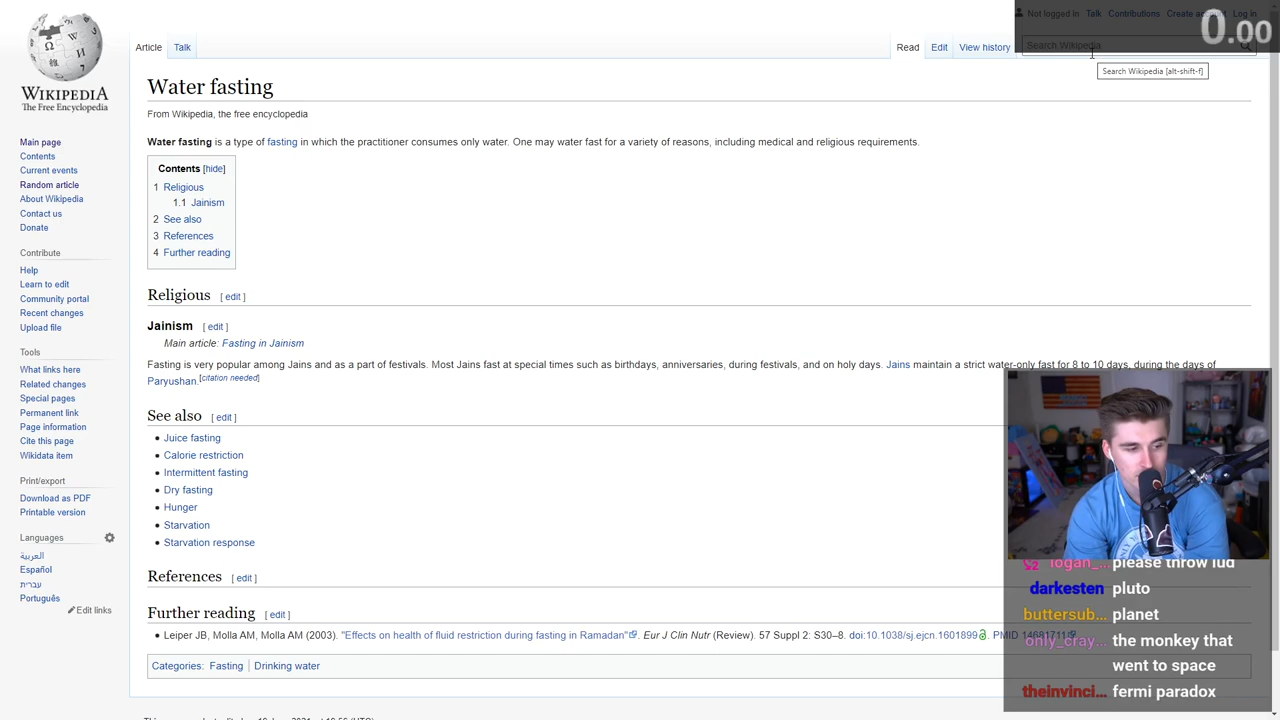 Not logged in Talk Contributions Create account Log in
0.00
Article Talk Read Edit View history Search Wikipedia
Search Wikipedia [alt-shift-f]
WIKIPEDIA
The Free Encyclopedia
Main page
Contents
Current events
Random article
About Wikipedia
Contact us
Donate
Contribute
Help
Learn to edit
Community portal
Recent changes
Upload file
Tools
What links here
Related changes
Special pages
Permanent link
Page information
Cite this page
Wikidata item
Print/export
Download as PDF
Printable version
Languages
العربية
Español
עברית
Português
Edit links
Water fasting
From Wikipedia, the free encyclopedia
Water fasting is a type of fasting in which the practitioner consumes only water. One may water fast for a variety of reasons, including medical and religious requirements.
Contents [hide]
1 Religious
1.1 Jainism
2 See also
3 References
4 Further reading
Religious [ edit ]
Jainism [ edit ]
Main article: Fasting in Jainism
Fasting is very popular among Jains and as a part of festivals. Most Jains fast at special times such as birthdays, anniversaries, during festivals, and on holy days. Jains maintain a strict water-only fast for 8 to 10 days, during the days of
Paryushan.[citation needed]
See also [ edit ]
• Juice fasting
• Calorie restriction
• Intermittent fasting
• Dry fasting
• Hunger
• Starvation
• Starvation response
References [ edit ]
Further reading [ edit ]
• Leiper JB, Molla AM, Molla AM (2003). "Effects on health of fluid restriction during fasting in Ramadan". Eur J Clin Nutr (Review). 57 Suppl 2: S30–8. doi:10.1038/sj.ejcn.1601899. PMID 14681711
Categories: Fasting | Drinking water
logan_... please throw lud
darkesten pluto
buttersub... planet
only_cray... the monkey that
went to space
theinvinci... fermi paradox